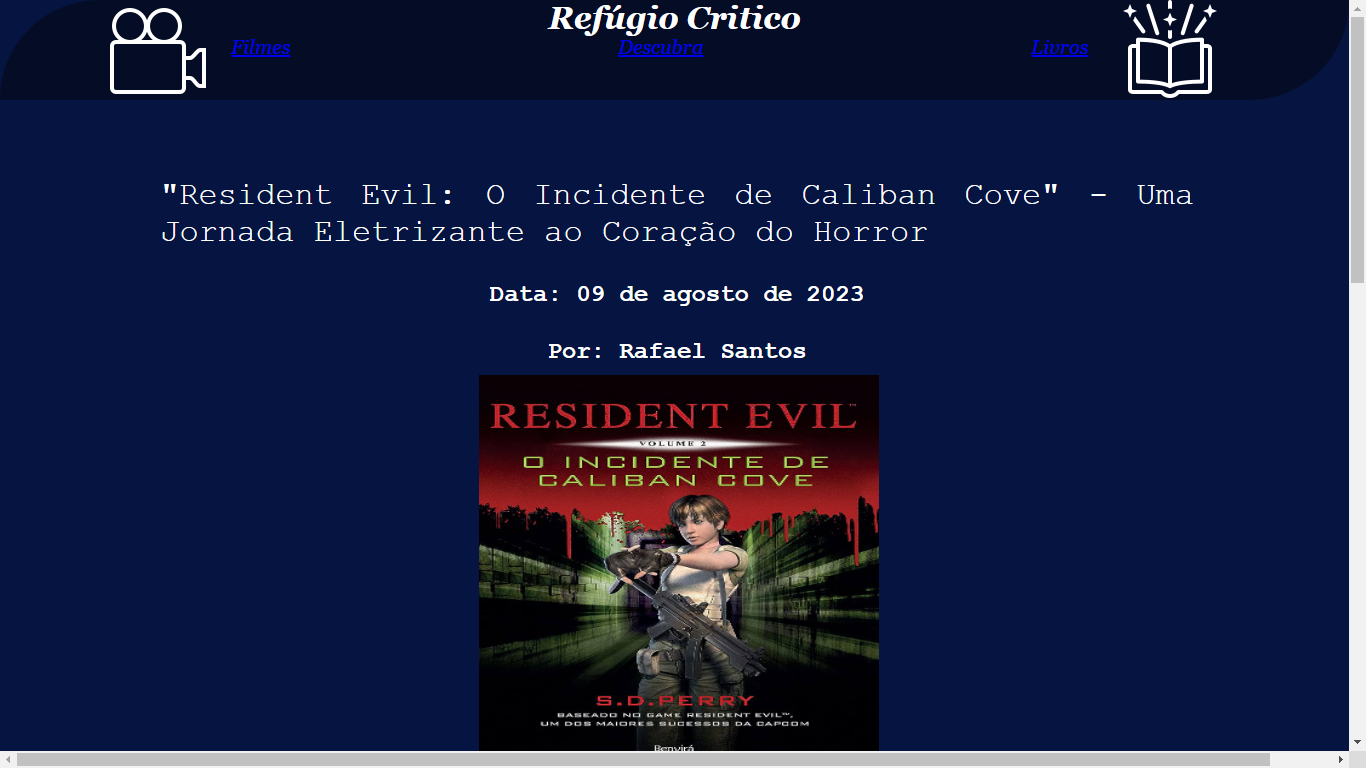 Refúgio Critico
Filmes
Descubra
Livros
"Resident Evil: O Incidente de Caliban Cove" - Uma
Jornada Eletrizante ao Coração do Horror
Data: 09 de agosto de 2023
Por: Rafael Santos
RESIDENT EVIL™
VOLUME 2
O INCIDENTE DE
CALIBAN COVE
S.D.PERRY
BASEADO NO GAME RESIDENT EVIL™,
UM DOS MAIORES SUCESSOS DA CAPCOM
Benvirá